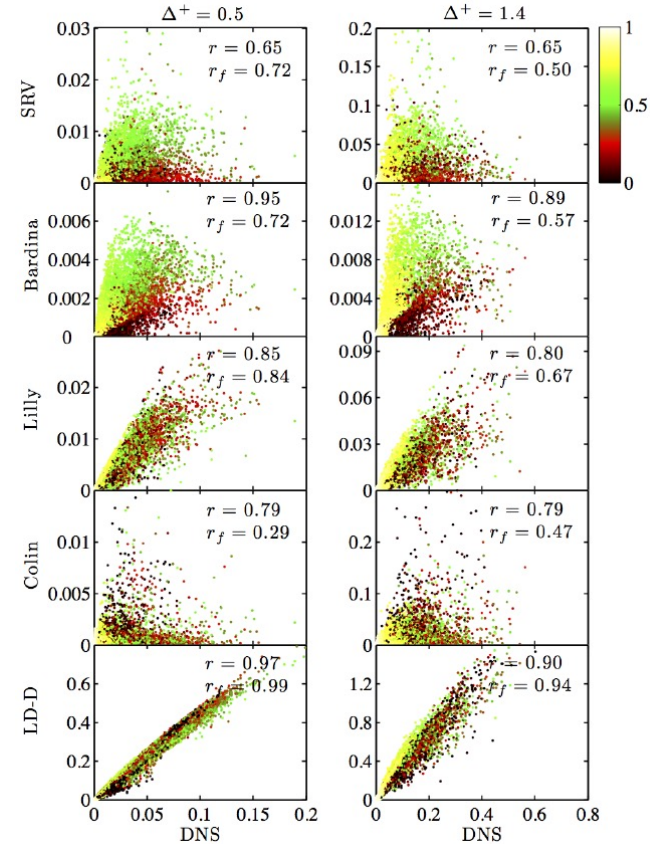 Δ⁺ = 0.5
Δ⁺ = 1.4
SRV
0.03
0.02
0.01
0
r = 0.65
r_f = 0.72
0.2
0.15
0.1
0.05
0
r = 0.65
r_f = 0.50
1
0.5
0
Bardina
0.006
0.004
0.002
0
r = 0.95
r_f = 0.72
0.012
0.008
0.004
0
r = 0.89
r_f = 0.57
Lilly
0.02
0.01
0
r = 0.85
r_f = 0.84
0.09
0.06
0.03
0
r = 0.80
r_f = 0.67
Colin
0.01
0.005
0
r = 0.79
r_f = 0.29
0.2
0.1
0
r = 0.79
r_f = 0.47
LD-D
0.6
0.4
0.2
0
r = 0.97
r_f = 0.99
1.2
0.8
0.4
0
r = 0.90
r_f = 0.94
0 0.05 0.1 0.15 0.2
DNS
0 0.2 0.4 0.6 0.8
DNS